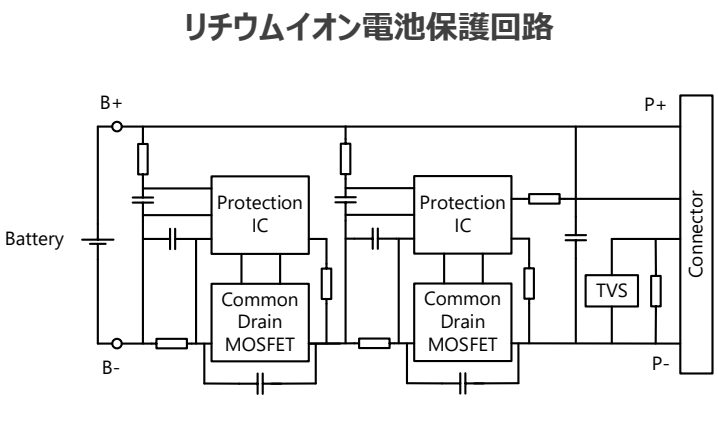 リチウムイオン電池保護回路
B+
P+
Protection
IC
Protection
IC
Battery
Connector
TVS
Common
Drain
MOSFET
Common
Drain
MOSFET
B-
P-